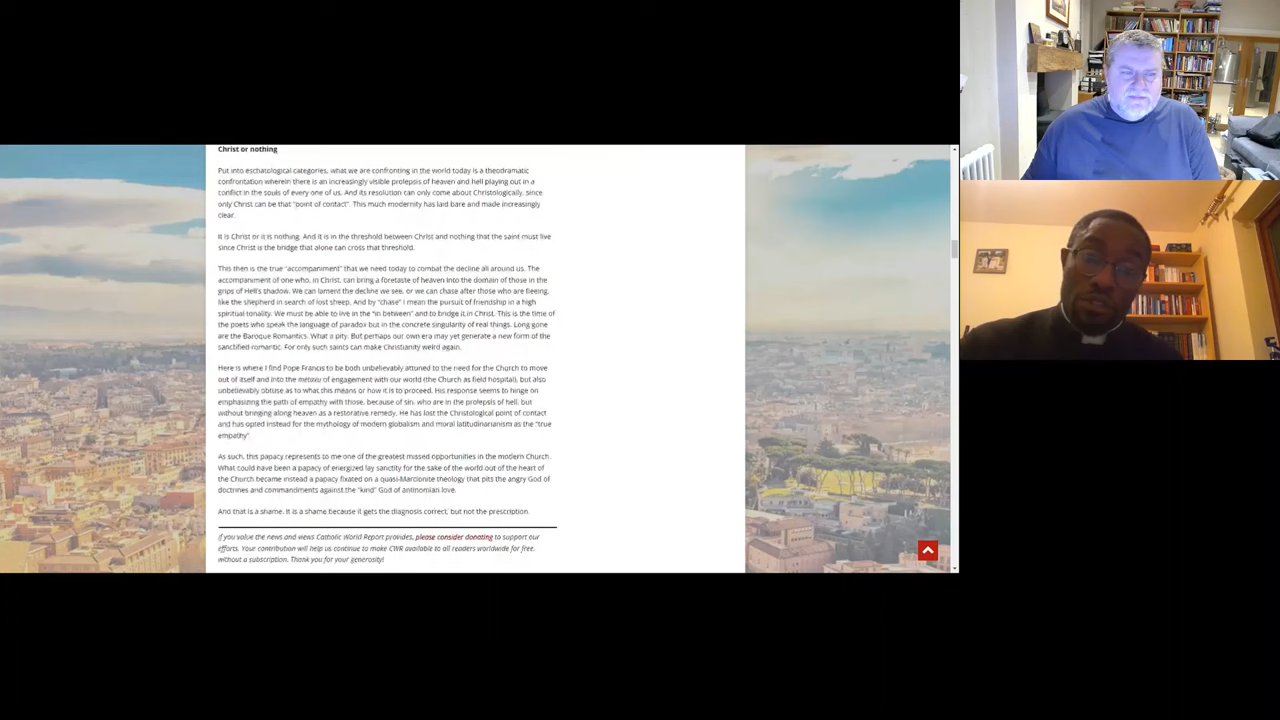 Christ or nothing
Put into eschatological categories, what we are confronting in the world today is a theodramatic
confrontation wherein there is an increasingly visible prolepsis of heaven and hell playing out in a
conflict in the souls of every one of us. And its resolution can only come about Christologically, since
only Christ can be that "point of contact". This much modernity has laid bare and made increasingly
clear.
It is Christ or it is nothing. And it is in the threshold between Christ and nothing that the saint must live
since Christ is the bridge that alone can cross that threshold.
This then is the true "accompaniment" that we need today to combat the decline all around us. The
accompaniment of one who, in Christ, can bring a foretaste of heaven into the domain of those in the
grips of Hell's shadow. We can lament the decline we see, or we can chase after those who are fleeing,
like the shepherd in search of lost sheep. And by "chase" I mean the pursuit of friendship in a high
spiritual tonality. We must be able to live in the "in between" and to bridge it in Christ. This is the time of
the poets who speak the language of paradox but in the concrete singularity of real things. Long gone
are the Baroque Romantics. What a pity. But perhaps our own era may yet generate a new form of the
sanctified romantic. For only such saints can make Christianity weird again.
Here is where I find Pope Francis to be both unbelievably attuned to the need for the Church to move
out of itself and into the metaxu of engagement with our world (the Church as field hospital), but also
unbelievably obtuse as to what this means or how it is to proceed. His response seems to hinge on
emphasizing the path of empathy with those, because of sin, who are in the prolepsis of hell, but
without bringing along heaven as a restorative remedy. He has lost the Christological point of contact
and has opted instead for the mythology of modern globalism and moral latitudinarianism as the "true
empathy".
As such, this papacy represents to me one of the greatest missed opportunities in the modern Church.
What could have been a papacy of energized lay sanctity for the sake of the world out of the heart of
the Church became instead a papacy fixated on a quasi-Marcionite theology that pits the angry God of
doctrines and commandments against the "kind" God of antinomian love.
And that is a shame. It is a shame because it gets the diagnosis correct, but not the prescription.
If you value the news and views Catholic World Report provides, please consider donating to support our
efforts. Your contribution will help us continue to make CWR available to all readers worldwide for free,
without a subscription. Thank you for your generosity!